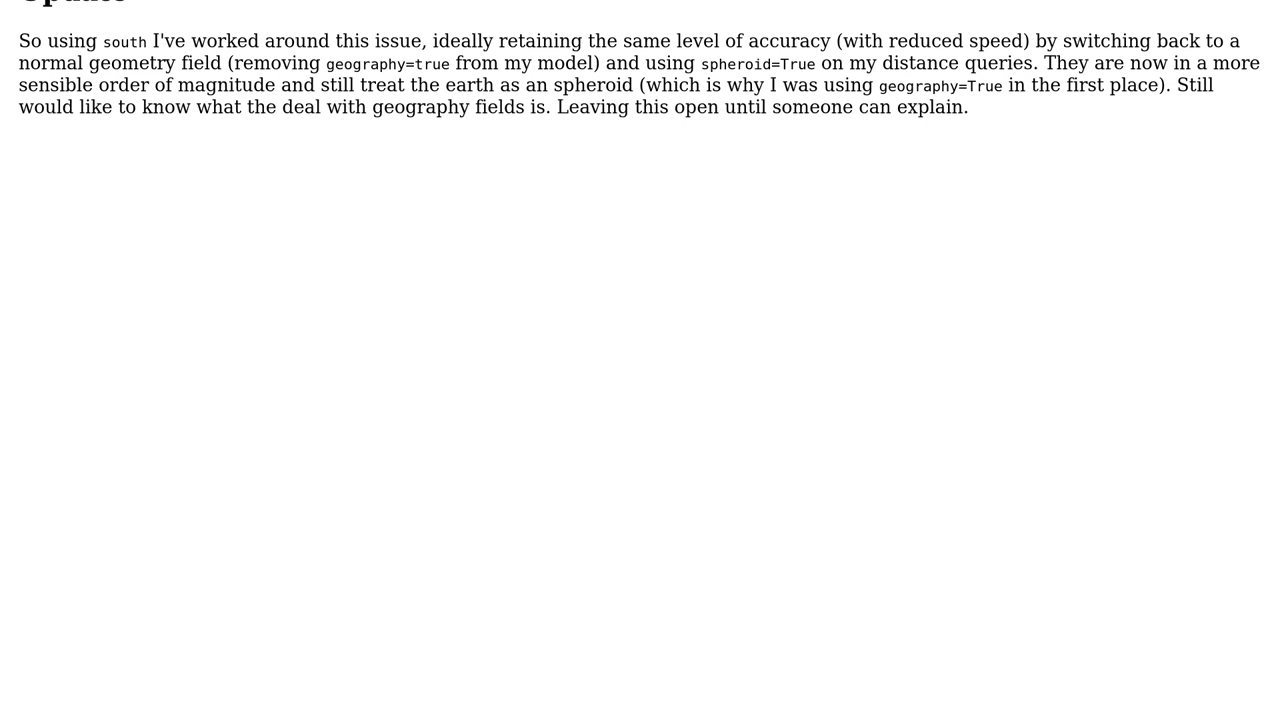 So using south I've worked around this issue, ideally retaining the same level of accuracy (with reduced speed) by switching back to a
normal geometry field (removing geography=true from my model) and using spheroid=True on my distance queries. They are now in a more
sensible order of magnitude and still treat the earth as an spheroid (which is why I was using geography=True in the first place). Still
would like to know what the deal with geography fields is. Leaving this open until someone can explain.